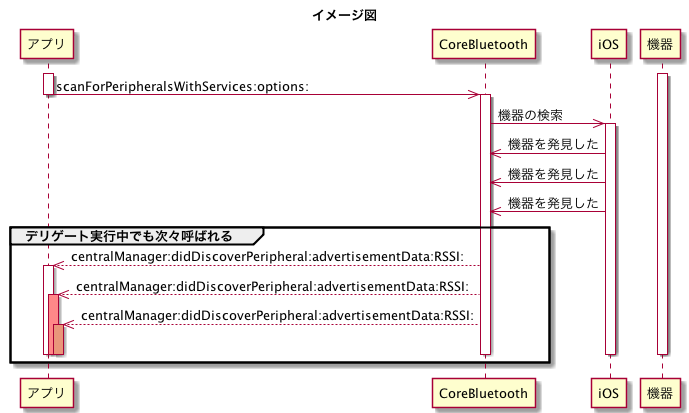 イメージ図
アプリ
CoreBluetooth
iOS
機器
scanForPeripheralsWithServices:options:
機器の検索
機器を発見した
機器を発見した
機器を発見した
デリゲート実行中でも次々呼ばれる
centralManager:didDiscoverPeripheral:advertisementData:RSSI:
centralManager:didDiscoverPeripheral:advertisementData:RSSI:
centralManager:didDiscoverPeripheral:advertisementData:RSSI:
アプリ
CoreBluetooth
iOS
機器